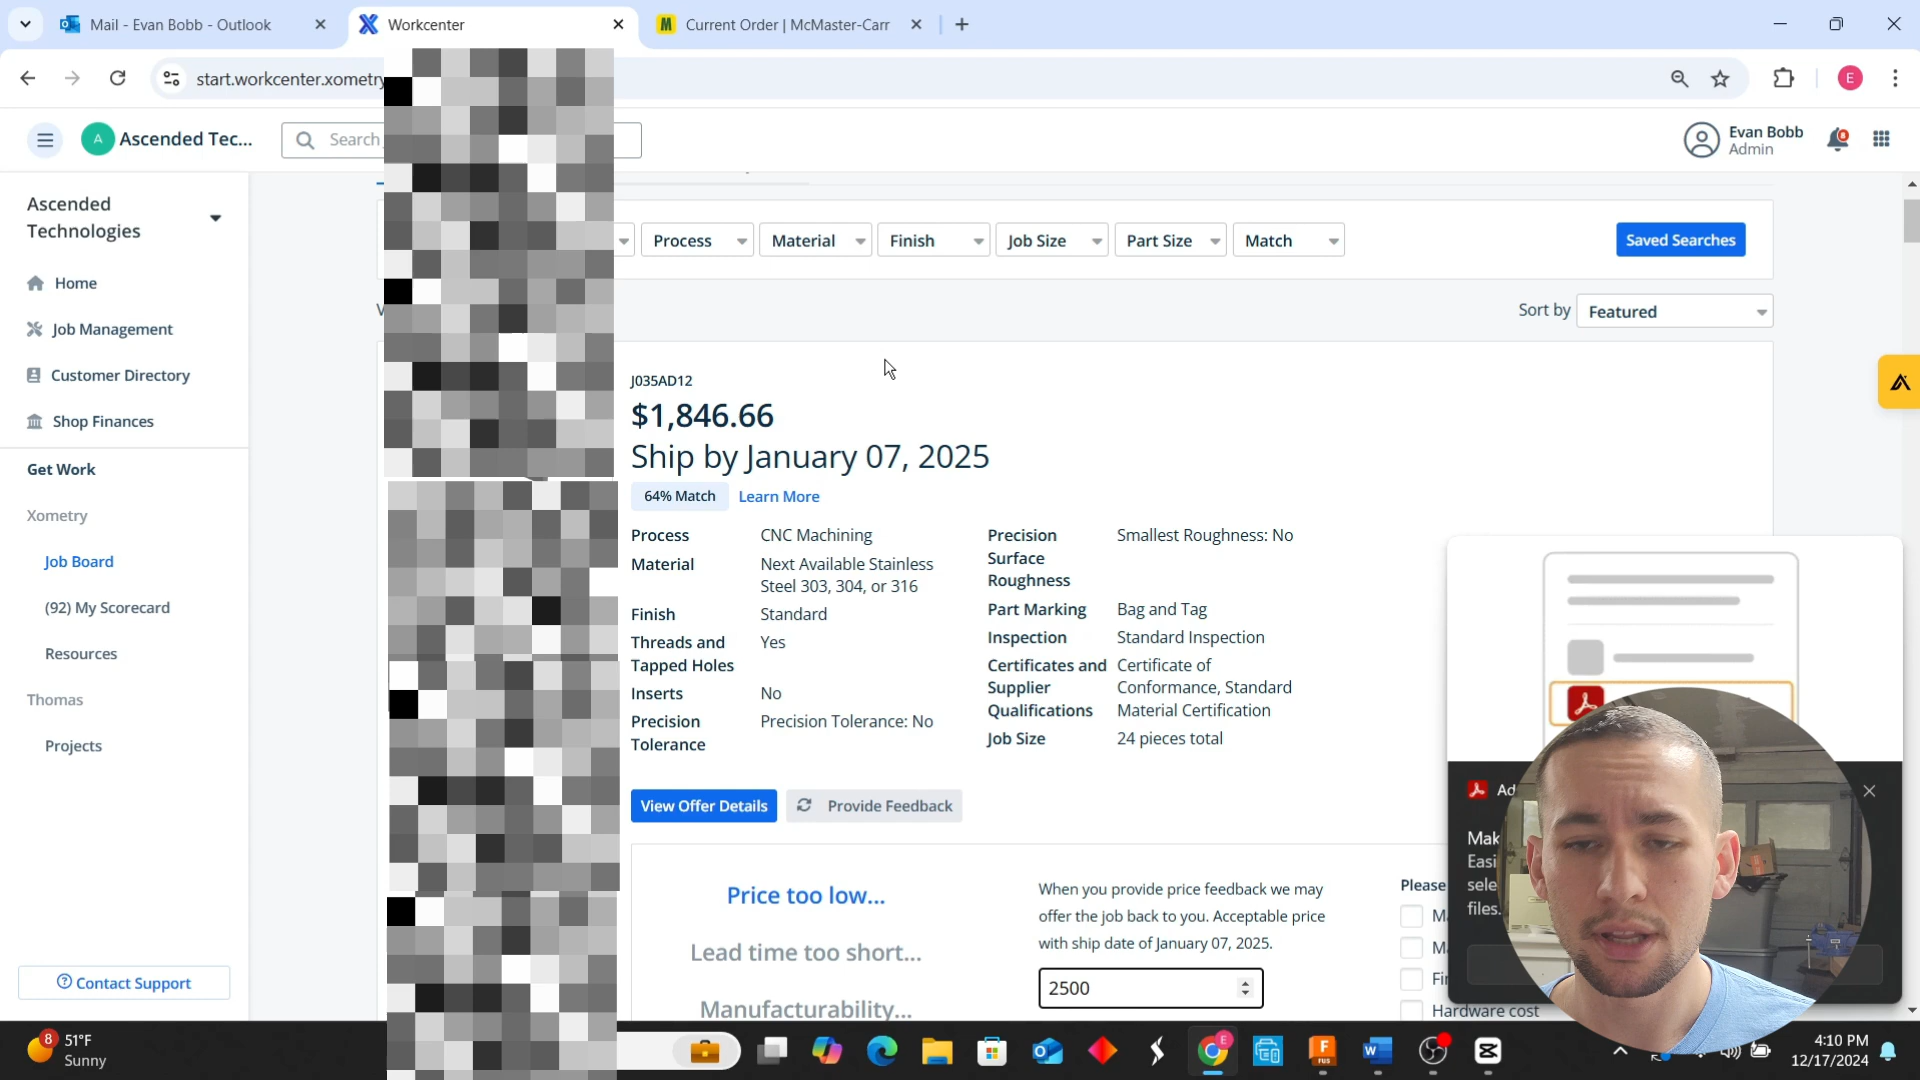 Mail - Evan Bobb - Outlook
Workcenter
Current Order | McMaster-Carr
start.workcenter.xometry
E
A
Ascended Tec...
Search
Evan Bobb
Admin
8
Ascended
Technologies
Process
Material
Finish
Job Size
Part Size
Match
Saved Searches
Home
Sort by
Featured
Job Management
Customer Directory
Shop Finances
J035AD12
$1,846.66
Ship by January 07, 2025
64% Match
Learn More
Get Work
Xometry
Job Board
(92) My Scorecard
Resources
Thomas
Projects
Process
CNC Machining
Material
Next Available Stainless
Steel 303, 304, or 316
Finish
Standard
Threads and
Tapped Holes
Yes
Inserts
No
Precision
Tolerance
Precision Tolerance: No
Precision
Surface
Roughness
Smallest Roughness: No
Part Marking
Bag and Tag
Inspection
Standard Inspection
Certificates and
Supplier
Qualifications
Certificate of
Conformance, Standard
Material Certification
Job Size
24 pieces total
View Offer Details
Provide Feedback
Price too low...
Lead time too short...
Manufacturability...
When you provide price feedback we may
offer the job back to you. Acceptable price
with ship date of January 07, 2025.
2500
Please
Hardware cost
files.
Contact Support
8
51°F
Sunny
4:10 PM
12/17/2024